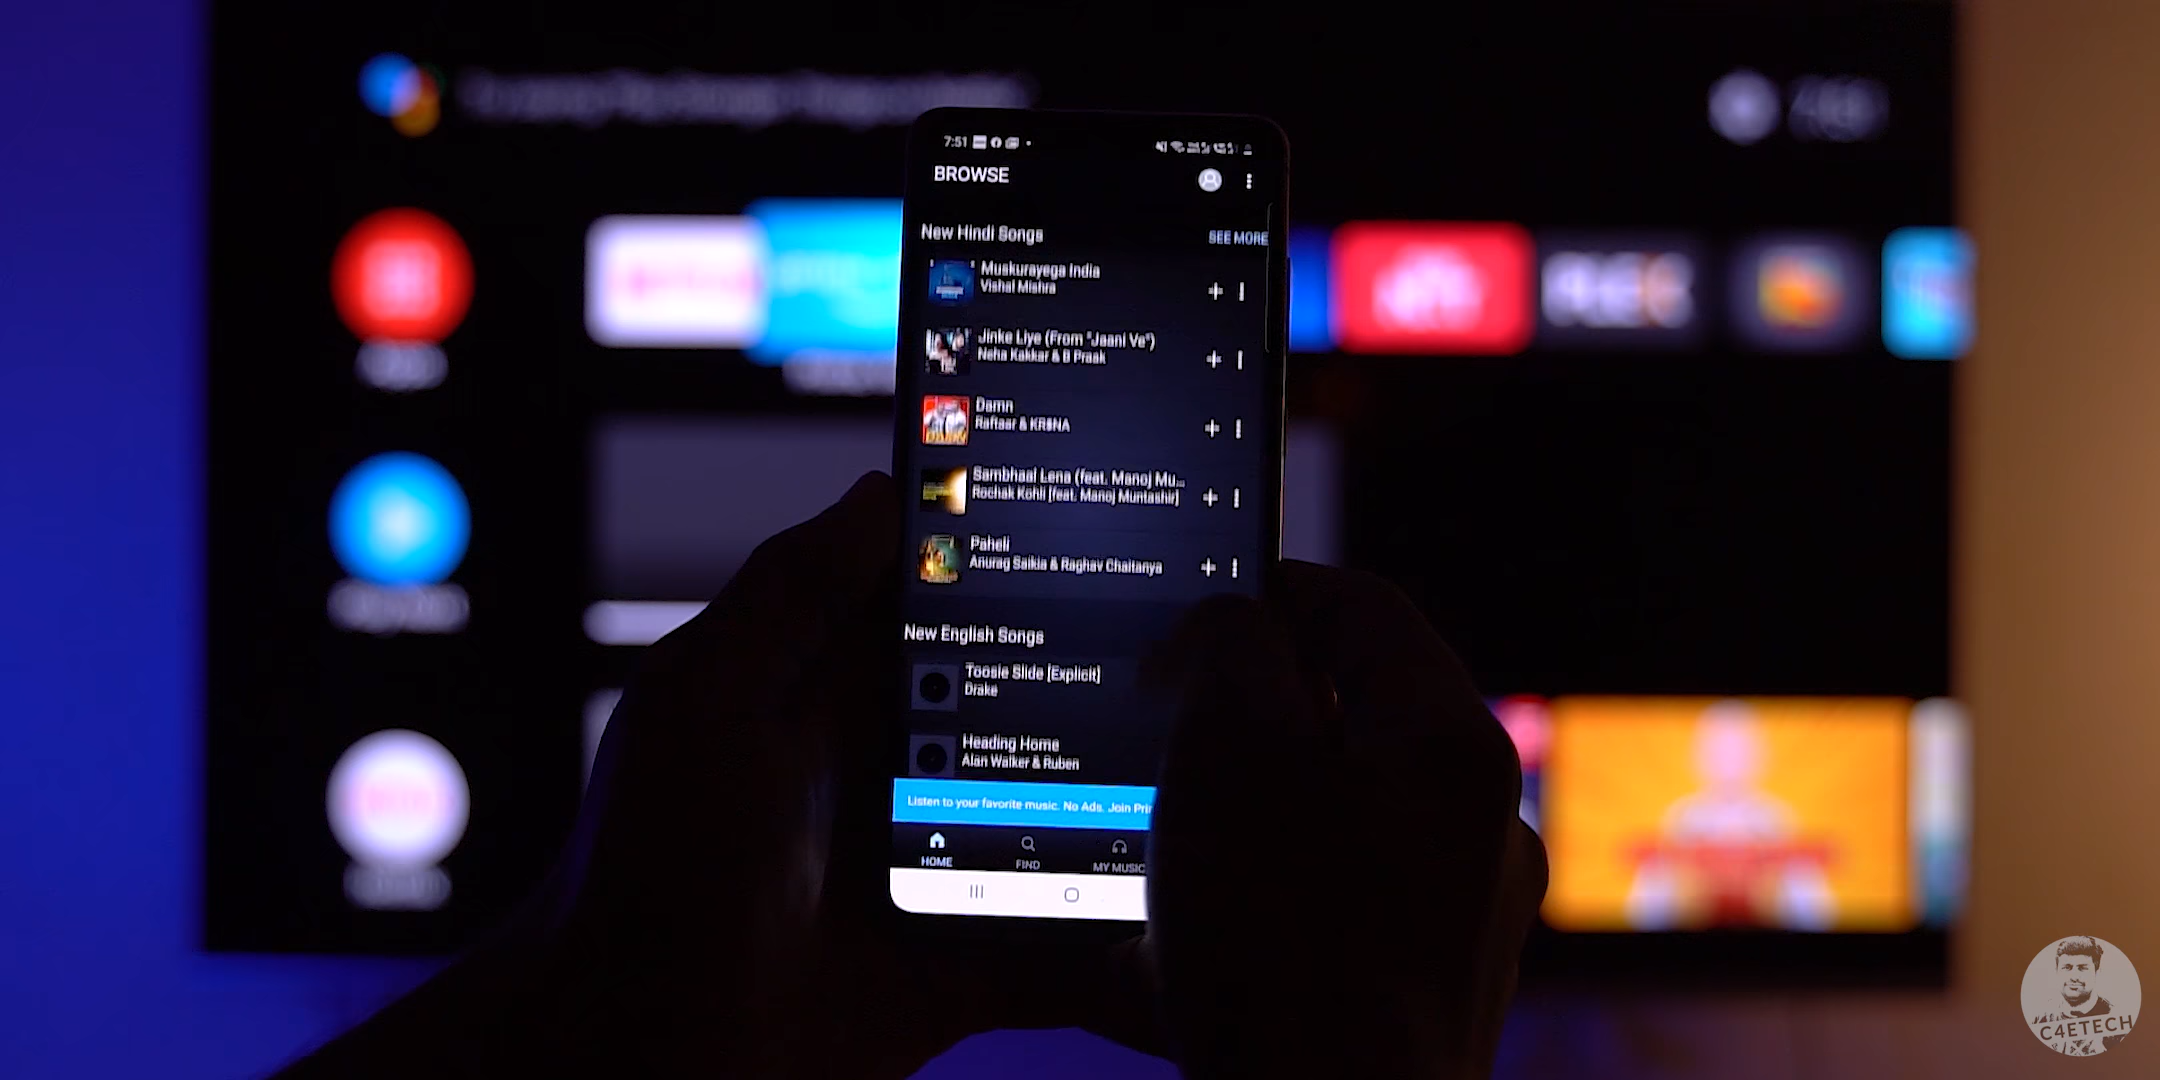 7:51
BROWSE
New Hindi Songs
SEE MORE
Muskurayega India
Vishal Mishra
Jinke Liye (From "Jaani Ve")
Neha Kakkar & B Praak
Damn
Raftaar & KR$NA
Sambhaal Lena (feat. Manoj Mu...
Rochak Kohli [feat. Manoj Muntashir]
Paheli
Anurag Saikia & Raghav Chaitanya
New English Songs
Toosie Slide [Explicit]
Drake
Heading Home
Alan Walker & Ruben
Listen to your favorite music. No Ads. Join Pri
HOME
FIND
MY MUSIC
C4ETECH